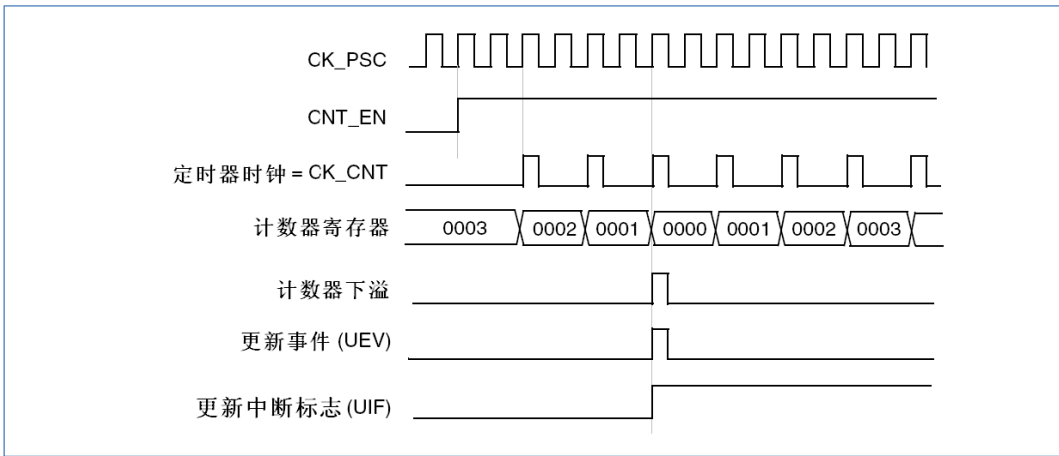 CK_PSC
CNT_EN
定时器时钟 = CK_CNT
计数器寄存器
0003 0002 0001 0000 0001 0002 0003
计数器下溢
更新事件 (UEV)
更新中断标志 (UIF)